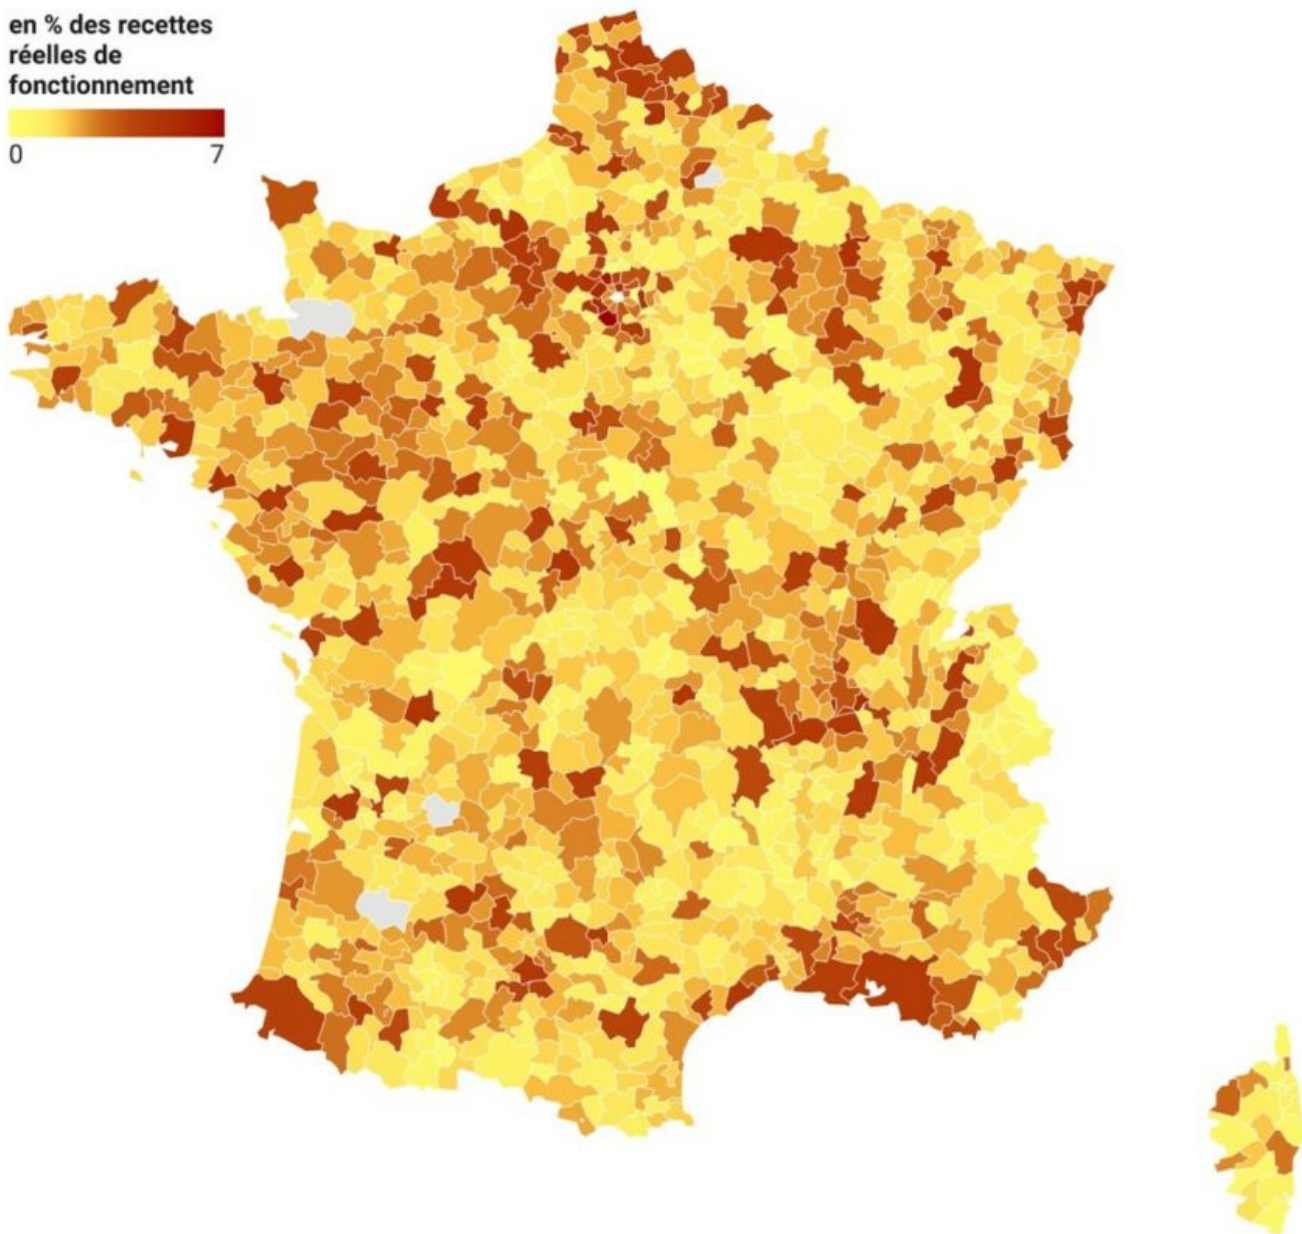 en % des recettes
réelles de
fonctionnement
0 7